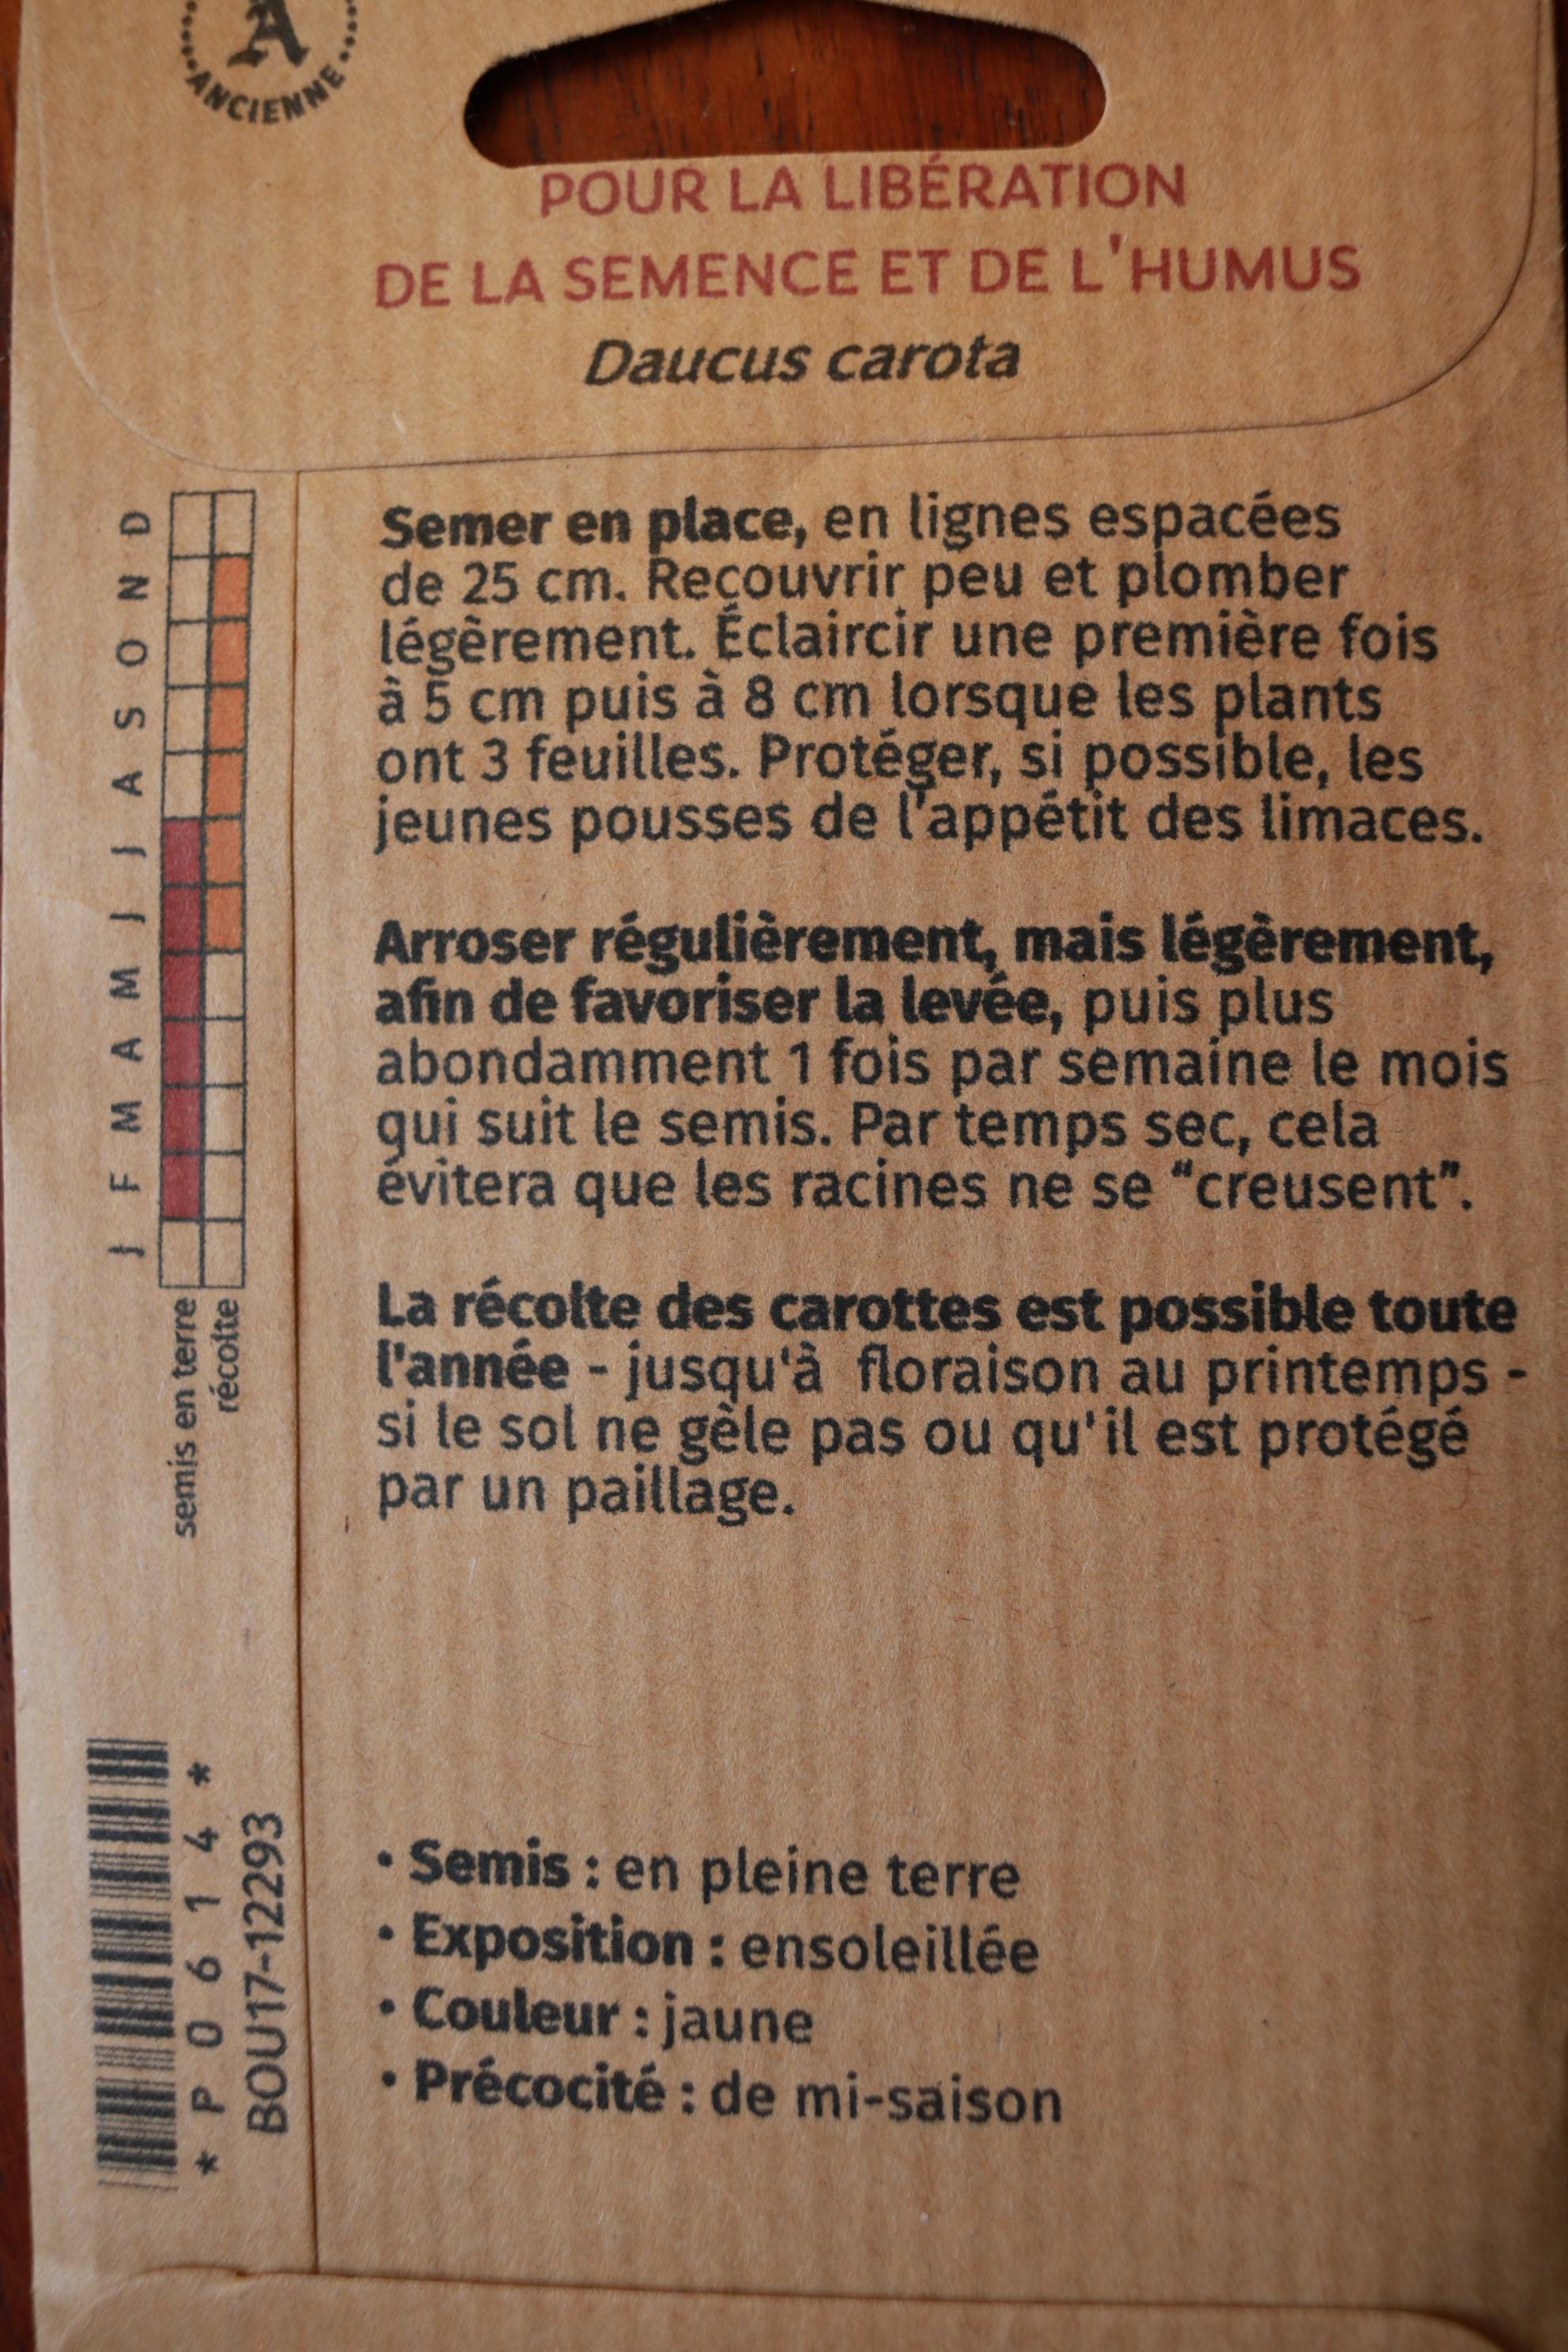 A
ANCIENNE
POUR LA LIBÉRATION
DE LA SEMENCE ET DE L'HUMUS
Daucus carota
J F M A M J J A S O N D
semis en terre
récolte
Semer en place, en lignes espacées
de 25 cm. Recouvrir peu et plomber
légèrement. Éclaircir une première fois
à 5 cm puis à 8 cm lorsque les plants
ont 3 feuilles. Protéger, si possible, les
jeunes pousses de l'appétit des limaces.
Arroser régulièrement, mais légèrement,
afin de favoriser la levée, puis plus
abondamment 1 fois par semaine le mois
qui suit le semis. Par temps sec, cela
évitera que les racines ne se “creusent”.
La récolte des carottes est possible toute
l'année - jusqu'à floraison au printemps -
si le sol ne gèle pas ou qu'il est protégé
par un paillage.
* P 0 6 1 4 *
BOU17-12293
• Semis : en pleine terre
• Exposition : ensoleillée
• Couleur : jaune
• Précocité : de mi-saison